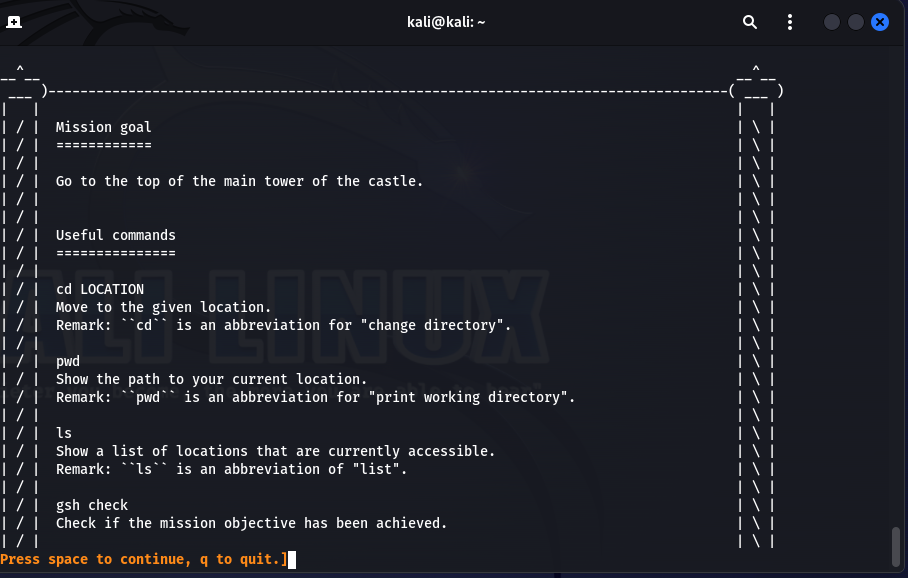 kali@kali: ~
Mission goal
============
Go to the top of the main tower of the castle.
Useful commands
===============
cd LOCATION
Move to the given location.
Remark: ``cd`` is an abbreviation for "change directory".
pwd
Show the path to your current location.
Remark: ``pwd`` is an abbreviation for "print working directory".
ls
Show a list of locations that are currently accessible.
Remark: ``ls`` is an abbreviation of "list".
gsh check
Check if the mission objective has been achieved.
Press space to continue, q to quit.]
LINUX